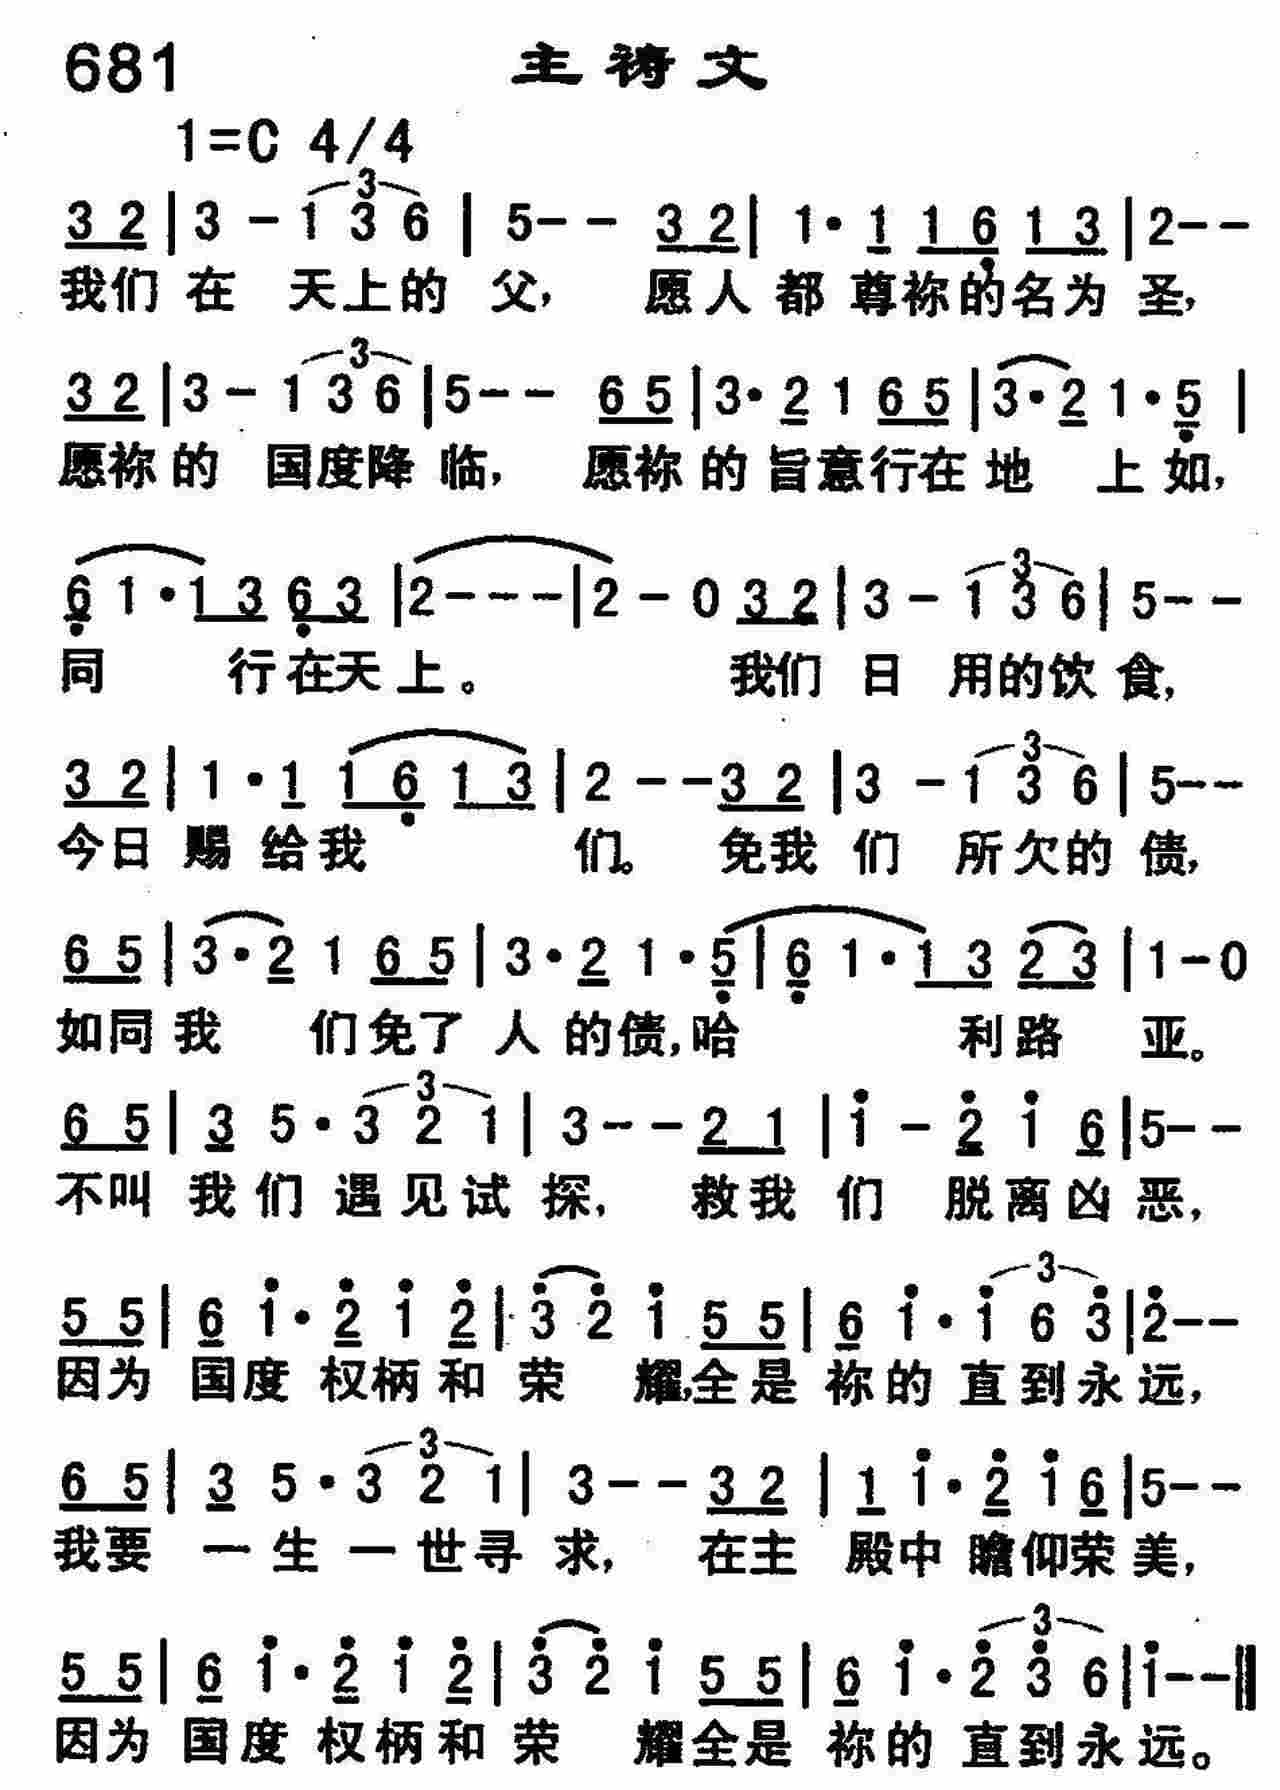 681 主祷文
1=C 4/4
3 2 | 3 - 1 3 6 | 5 - - 3 2 | 1 · 1 1 6 1 3 | 2 - -
我们 在 天上的 父, 愿人 都 尊祢的名为 圣,
3 2 | 3 - 1 3 6 | 5 - - 6 5 | 3 · 2 1 6 5 | 3 · 2 1 · 5 |
愿祢的 国度降 临, 愿祢 的 旨意行在 地 上如,
6 1 · 1 3 6 3 | 2 - - - | 2 - 0 3 2 | 3 - 1 3 6 | 5 - -
同 行在天上。 我们 日 用的饮 食,
3 2 | 1 · 1 1 6 1 3 | 2 - - 3 2 | 3 - 1 3 6 | 5 - -
今日 赐 给我 们。 免我 们 所欠的 债,
6 5 | 3 · 2 1 6 5 | 3 · 2 1 · 5 | 6 1 · 1 3 2 3 | 1 - 0
如同我 们免了 人 的债,哈 利路 亚。
6 5 | 3 5 · 3 2 1 | 3 - - 2 1 | 1 - 2 1 6 | 5 - -
不叫 我们 遇见试 探, 救我 们 脱离凶 恶,
5 5 | 6 1 · 2 1 2 | 3 2 1 5 5 | 6 1 · 1 6 3 | 2 - -
因为 国度 权柄和 荣 耀,全是 祢的 直到永远,
6 5 | 3 5 · 3 2 1 | 3 - - 3 2 | 1 1 · 2 1 6 | 5 - -
我要 一生 一世寻 求, 在主 殿中 瞻仰荣 美,
5 5 | 6 1 · 2 1 2 | 3 2 1 5 5 | 6 1 · 2 3 6 | 1 - - ‖
因为 国度 权柄和 荣 耀全是 祢的 直到永远。